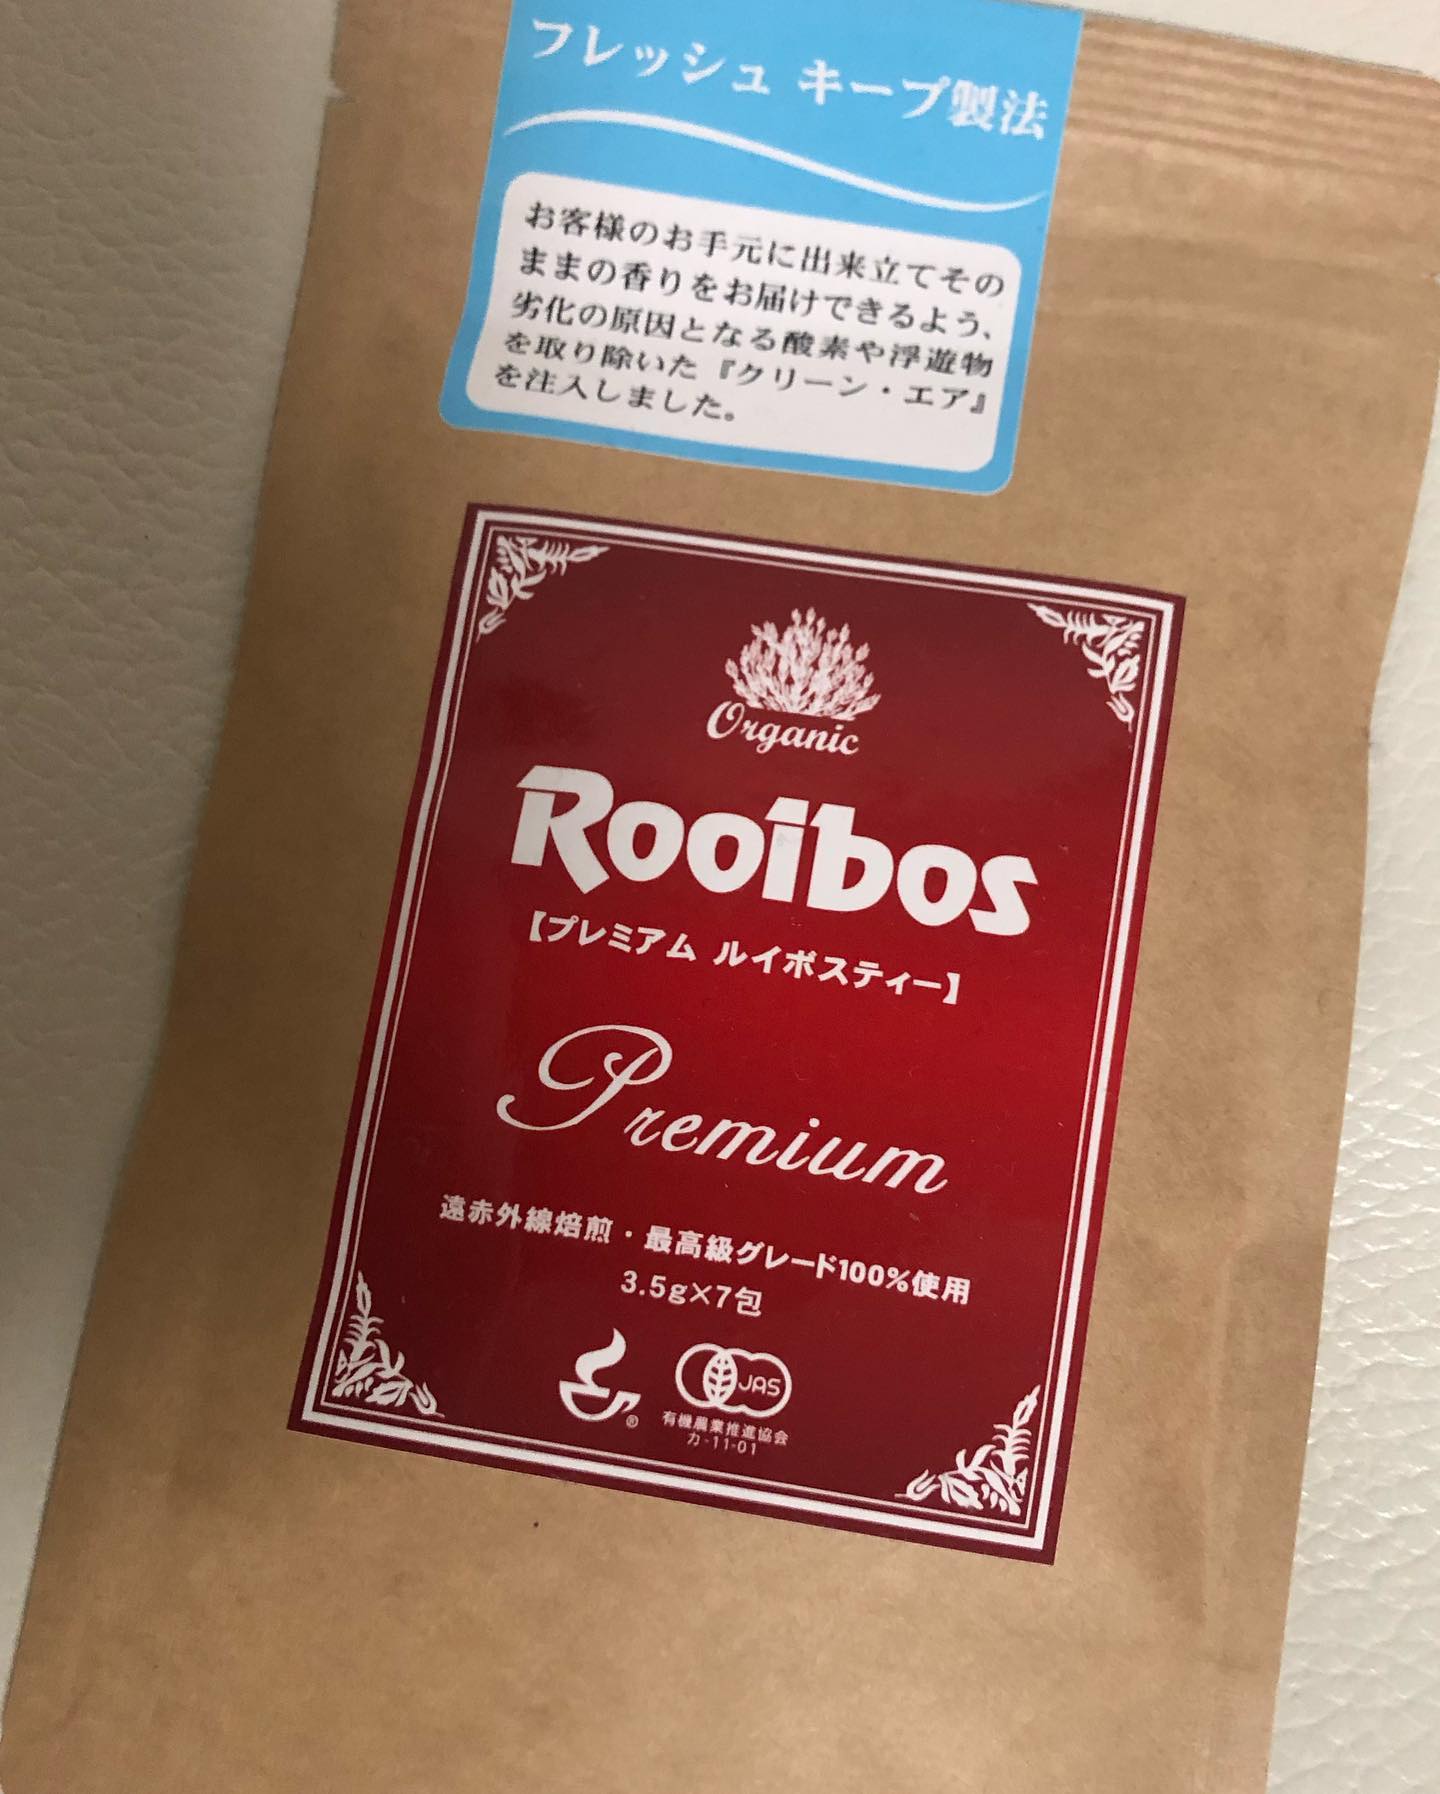 フレッシュ キープ製法
お客様のお手元に出来立てその
ままの香りをお届けできるよう、
劣化の原因となる酸素や浮遊物
を取り除いた『クリーン・エア』
を注入しました。
Organic
Rooibos
【プレミアム ルイボスティー】
Premium
遠赤外線焙煎・最高級グレード100%使用
3.5g×7包
®
JAS
有機農業推進協会
カ-11-01